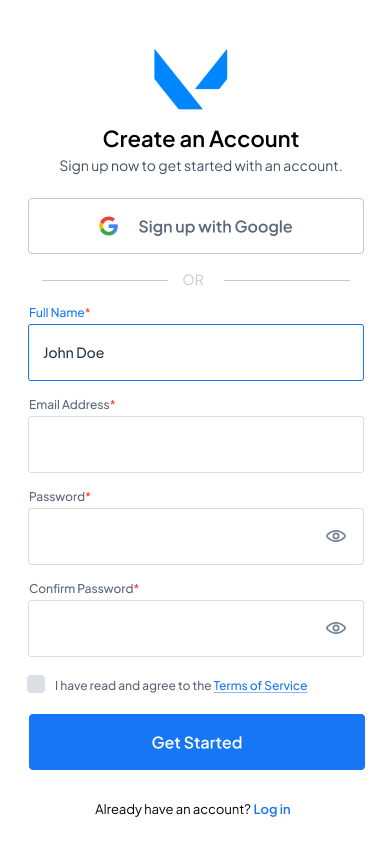 Create an Account
Sign up now to get started with an account.
Sign up with Google
OR
Full Name*
John Doe
Email Address*
Password*
Confirm Password*
I have read and agree to the Terms of Service
Get Started
Already have an account? Log in